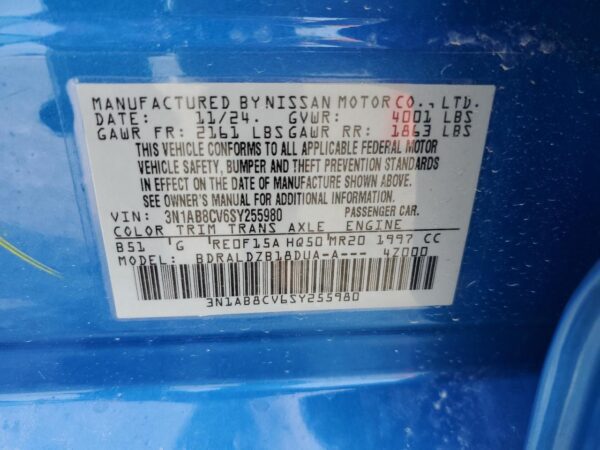 MANUFACTURED BY NISSAN MOTOR CO., LTD.
DATE: 11/24. GVWR: 4001 LBS
GAWR FR: 2161 LBS GAWR RR: 1863 LBS
THIS VEHICLE CONFORMS TO ALL APPLICABLE FEDERAL MOTOR
VEHICLE SAFETY, BUMPER AND THEFT PREVENTION STANDARDS
IN EFFECT ON THE DATE OF MANUFACTURE SHOWN ABOVE.
SEE OWNER'S MANUAL
VIN: 3N1AB8CV6SY255980 PASSENGER CAR.
COLOR TRIM TRANS AXLE ENGINE
B51 G RE0F15A HQ50 MR20 1997 CC
MODEL: BDRALDZB18DUA-A--- 4Z000
3N1AB8CV6SY255980